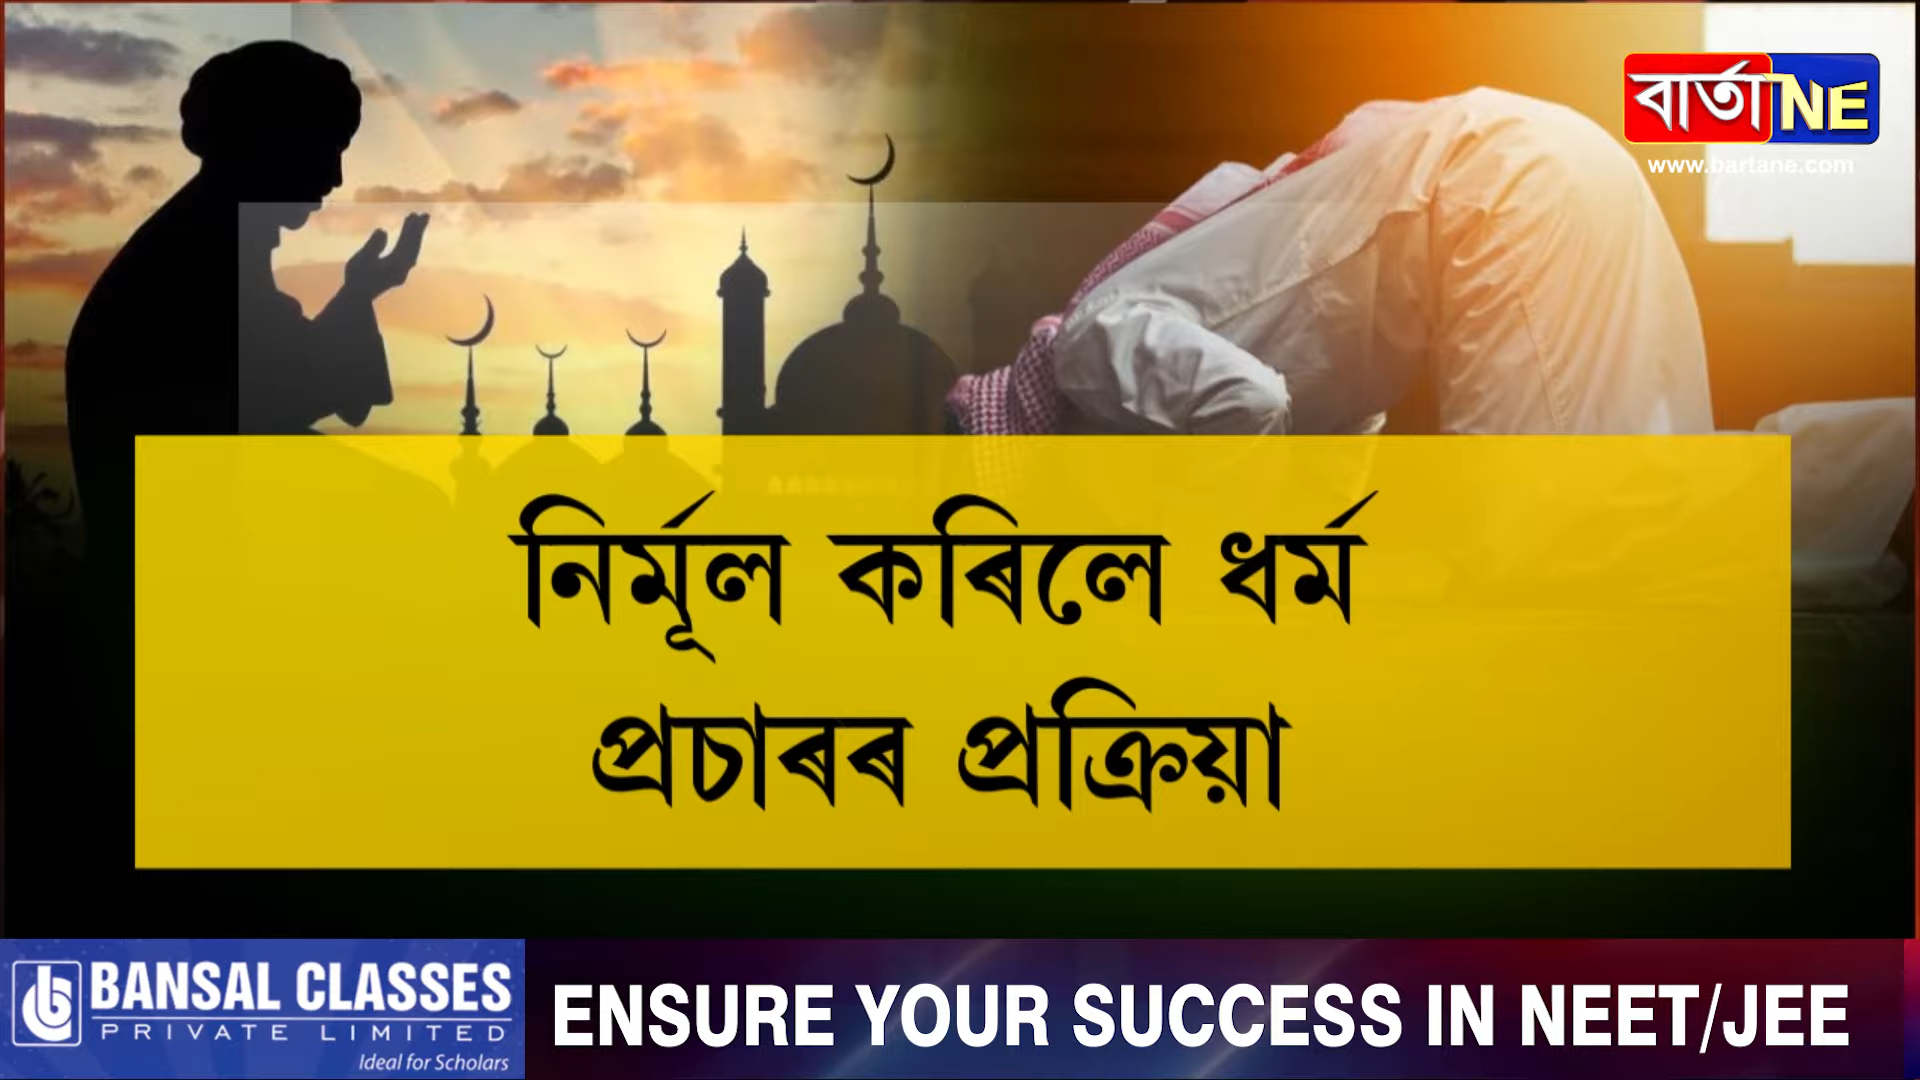 বাৰ্তা NE
www.bartane.com
নিৰ্মূল কৰিলে ধৰ্ম
প্ৰচাৰৰ প্ৰক্ৰিয়া
BANSAL CLASSES
PRIVATE LIMITED
Ideal for Scholars
ENSURE YOUR SUCCESS IN NEET/JEE